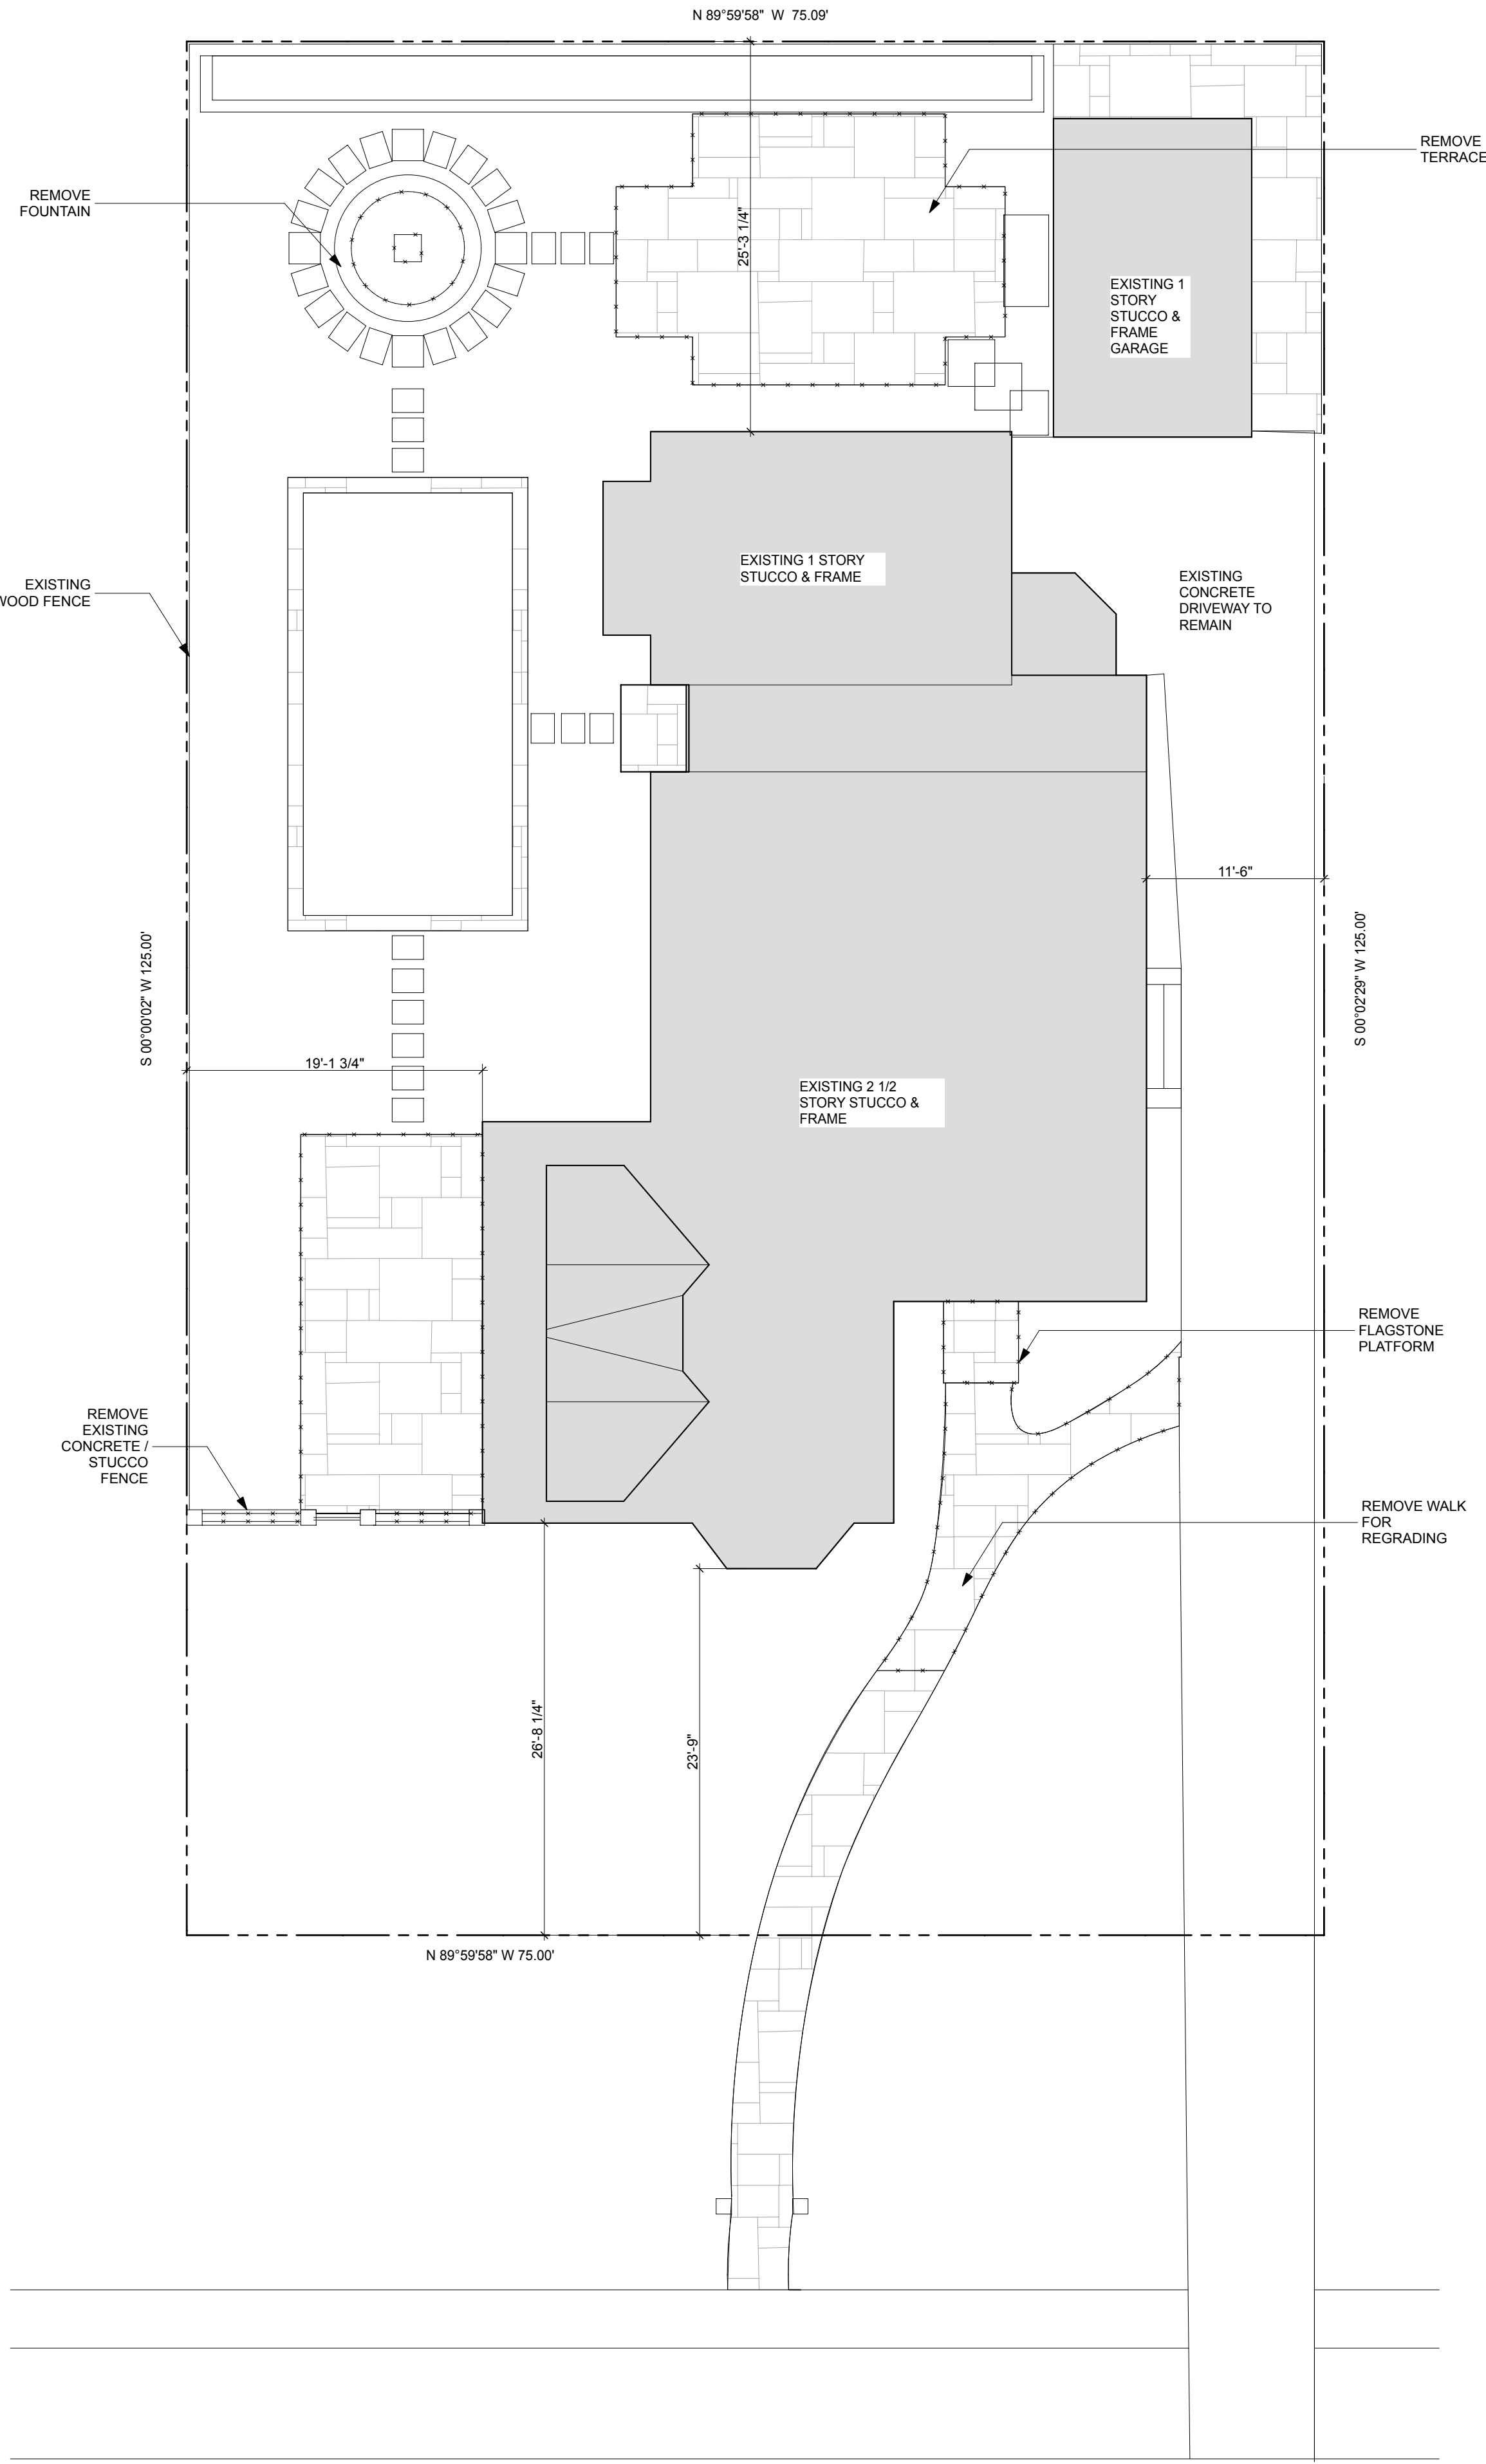 N 89°59'58" W 75.09'
REMOVE
TERRACE
REMOVE
FOUNTAIN
25'-3 1/4"
EXISTING 1
STORY
STUCCO &
FRAME
GARAGE
EXISTING 1 STORY
STUCCO & FRAME
EXISTING
CONCRETE
DRIVEWAY TO
REMAIN
EXISTING
WOOD FENCE
11'-6"
S 00°00'02" W 125.00'
S 00°02'29" W 125.00'
19'-1 3/4"
EXISTING 2 1/2
STORY STUCCO &
FRAME
REMOVE
FLAGSTONE
PLATFORM
REMOVE
EXISTING
CONCRETE /
STUCCO
FENCE
REMOVE WALK
FOR
REGRADING
26'-8 1/4"
23'-9"
N 89°59'58" W 75.00'